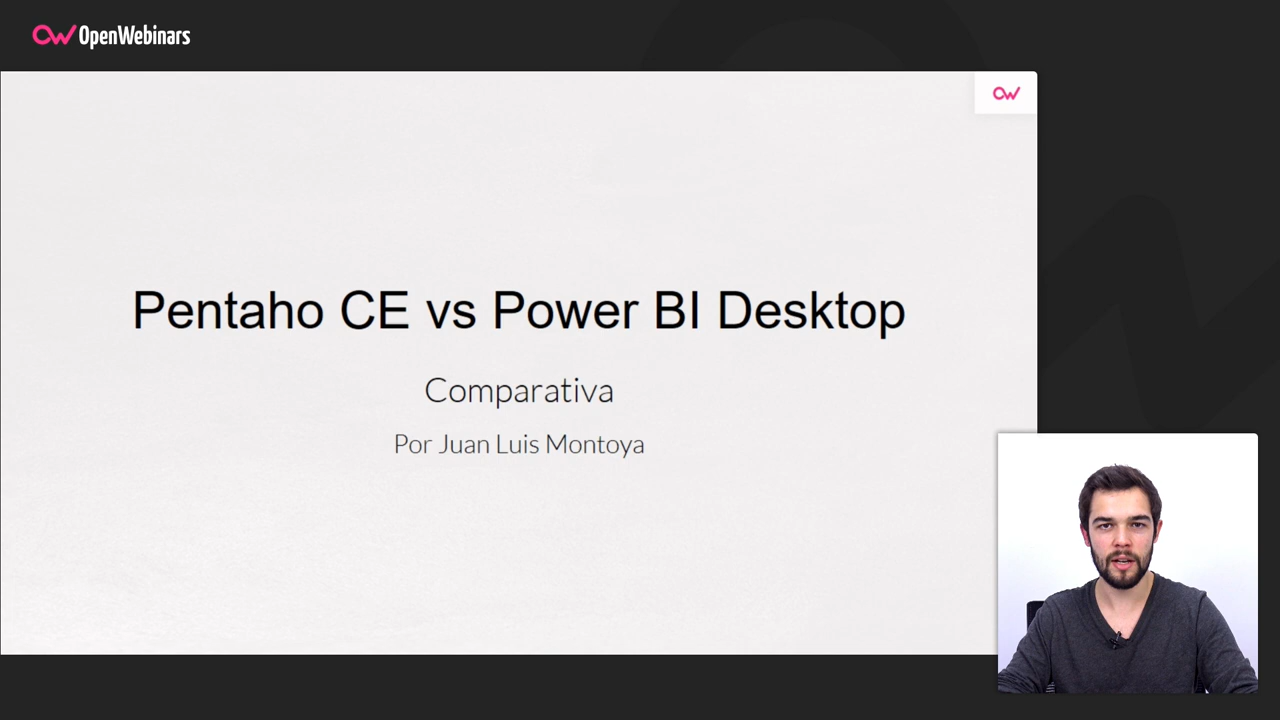 OpenWebinars
Pentaho CE vs Power BI Desktop
Comparativa
Por Juan Luis Montoya